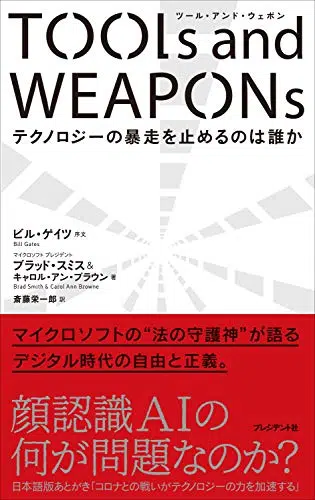 ツール・アンド・ウェポン
TOOLs and
WEAPONs
テクノロジーの暴走を止めるのは誰か
ビル・ゲイツ 序文
Bill Gates
マイクロソフト プレジデント
ブラッド・スミス&
キャロル・アン・ブラウン 著
Brad Smith & Carol Ann Browne
斎藤栄一郎 訳
マイクロソフトの“法の守護神”が語る
デジタル時代の自由と正義。
顔認識AIの
何が問題なのか?
プレジデント社
日本語版あとがき「コロナとの戦いがテクノロジーの力を加速する」